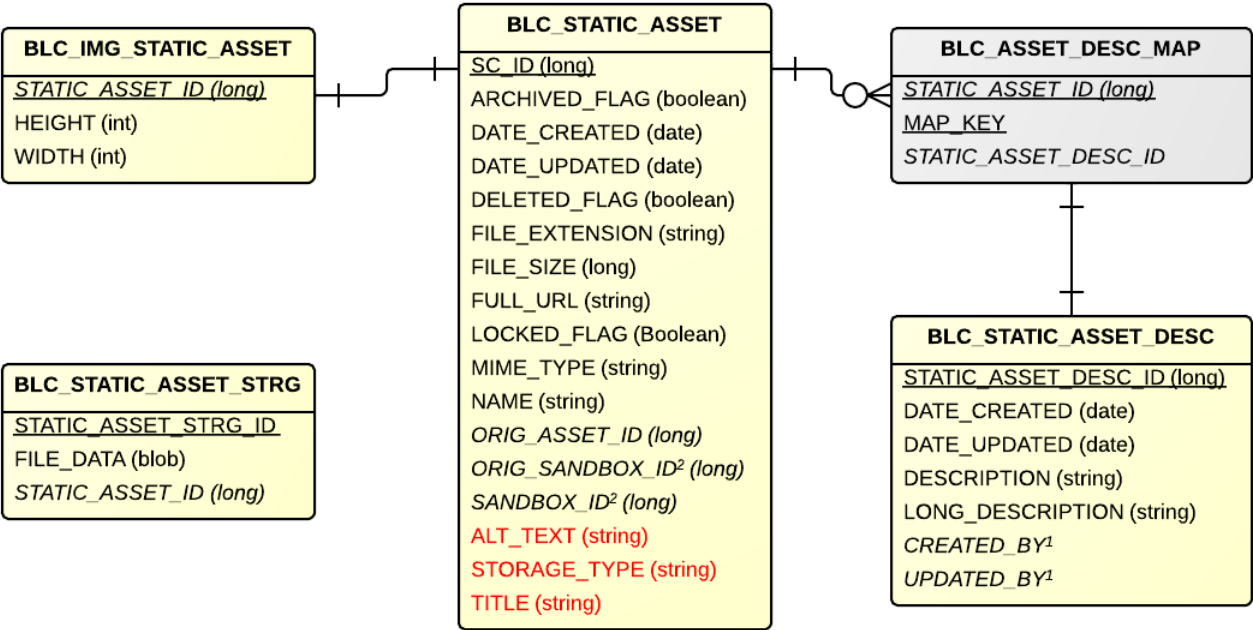 BLC_IMG_STATIC_ASSET
STATIC_ASSET_ID (long)
HEIGHT (int)
WIDTH (int)
BLC_STATIC_ASSET_STRG
STATIC_ASSET_STRG_ID
FILE_DATA (blob)
STATIC_ASSET_ID (long)
BLC_STATIC_ASSET
SC_ID (long)
ARCHIVED_FLAG (boolean)
DATE_CREATED (date)
DATE_UPDATED (date)
DELETED_FLAG (boolean)
FILE_EXTENSION (string)
FILE_SIZE (long)
FULL_URL (string)
LOCKED_FLAG (Boolean)
MIME_TYPE (string)
NAME (string)
ORIG_ASSET_ID (long)
ORIG_SANDBOX_ID² (long)
SANDBOX_ID² (long)
ALT_TEXT (string)
STORAGE_TYPE (string)
TITLE (string)
BLC_ASSET_DESC_MAP
STATIC_ASSET_ID (long)
MAP_KEY
STATIC_ASSET_DESC_ID
BLC_STATIC_ASSET_DESC
STATIC_ASSET_DESC_ID (long)
DATE_CREATED (date)
DATE_UPDATED (date)
DESCRIPTION (string)
LONG_DESCRIPTION (string)
CREATED_BY¹
UPDATED_BY¹